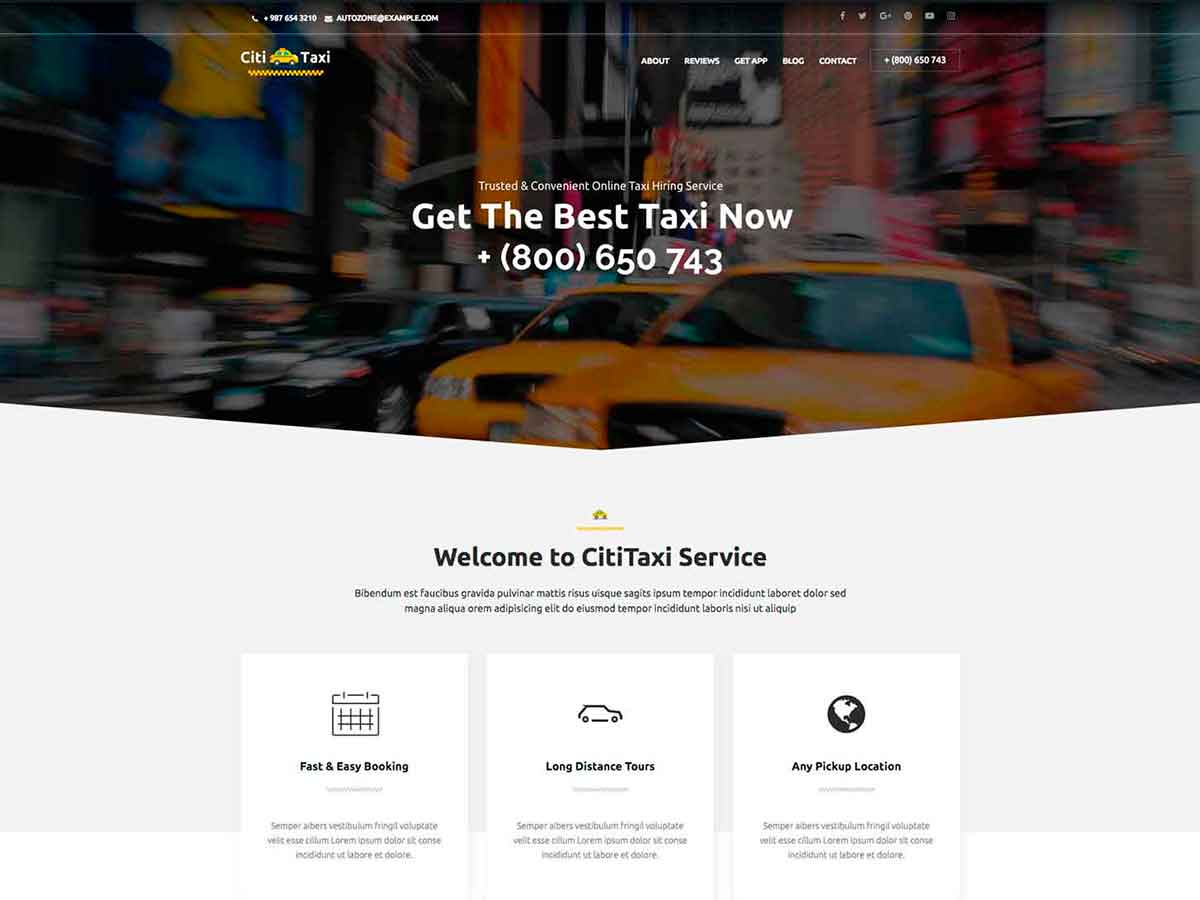 + 987 654 3210 AUTOZONE@EXAMPLE.COM
Citi Taxi
ABOUT REVIEWS GET APP BLOG CONTACT + (800) 650 743
Trusted & Convenient Online Taxi Hiring Service
Get The Best Taxi Now
+ (800) 650 743
Welcome to CitiTaxi Service
Bibendum est faucibus gravida pulvinar mattis risus uisque sagits ipsum tempor incididunt laboret dolor sed
magna aliqua orem adipisicing elit do eiusmod tempor incididunt laboris nisi ut aliquip
Fast & Easy Booking
Semper aibers vestibulum fringil voluptate
velit esse cillum Lorem ipsum dolor sit conse
incididunt ut labore et dolore.
Long Distance Tours
Semper aibers vestibulum fringil voluptate
velit esse cillum Lorem ipsum dolor sit conse
incididunt ut labore et dolore.
Any Pickup Location
Semper aibers vestibulum fringil voluptate
velit esse cillum Lorem ipsum dolor sit conse
incididunt ut labore et dolore.